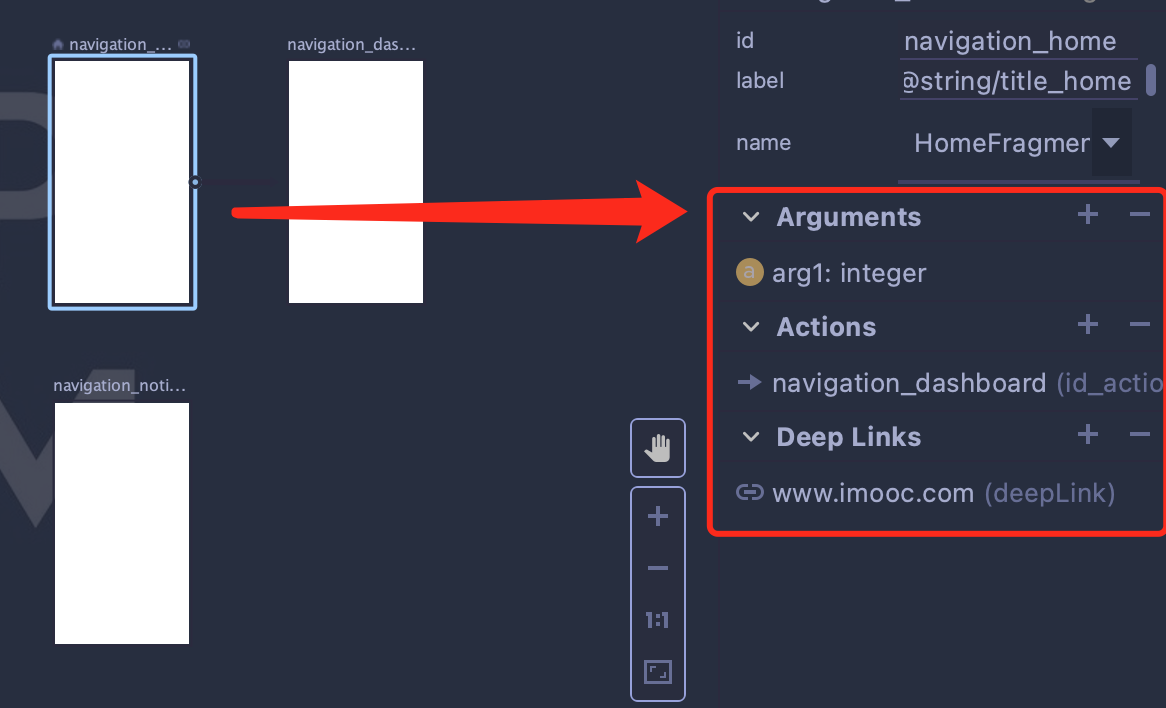 navigation_...
navigation_das...
navigation_noti...
1:1
id
navigation_home
label
@string/title_home
name
HomeFragmer
Arguments
a
arg1: integer
Actions
navigation_dashboard (id_actio
Deep Links
www.imooc.com (deepLink)